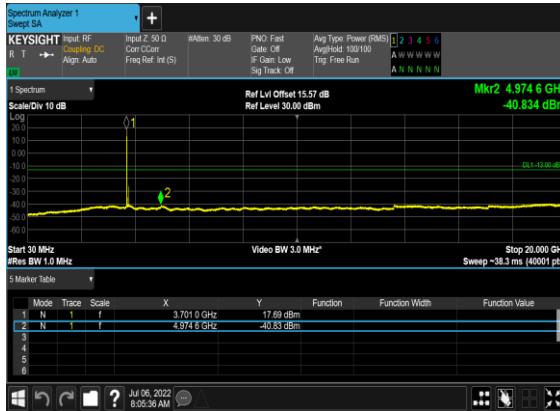 Spectrum Analyzer 1
Swept SA
+
KEYSIGHT
R T
Input: RF
Coupling: DC
Align: Auto
Input Z: 50 Ω
Corr CCorr
Freq Ref: Int (S)
#Atten: 30 dB
PNO: Fast
Gate: Off
IF Gain: Low
Sig Track: Off
Avg Type: Power (RMS)
Avg|Hold: 100/100
Trig: Free Run
1 2 3 4 5 6
A W W W W W
A N N N N N
1 Spectrum
Scale/Div 10 dB
Ref Lvl Offset 15.57 dB
Ref Level 30.00 dBm
Mkr2 4.974 6 GH
-40.834 dBr
Log
20.0
10.0
0.00
-10.0
-20.0
-30.0
-40.0
-50.0
-60.0
1
2
DL1 -13.00 dB
Start 30 MHz
#Res BW 1.0 MHz
Video BW 3.0 MHz*
Stop 20.000 GH
Sweep ~38.3 ms (40001 pt
5 Marker Table
Mode Trace Scale X Y Function Function Width Function Value
1 N 1 f 3.701 0 GHz 17.69 dBm
2 N 1 f 4.974 6 GHz -40.83 dBm
3
4
5
6
?
Jul 06, 2022
8:05:36 AM